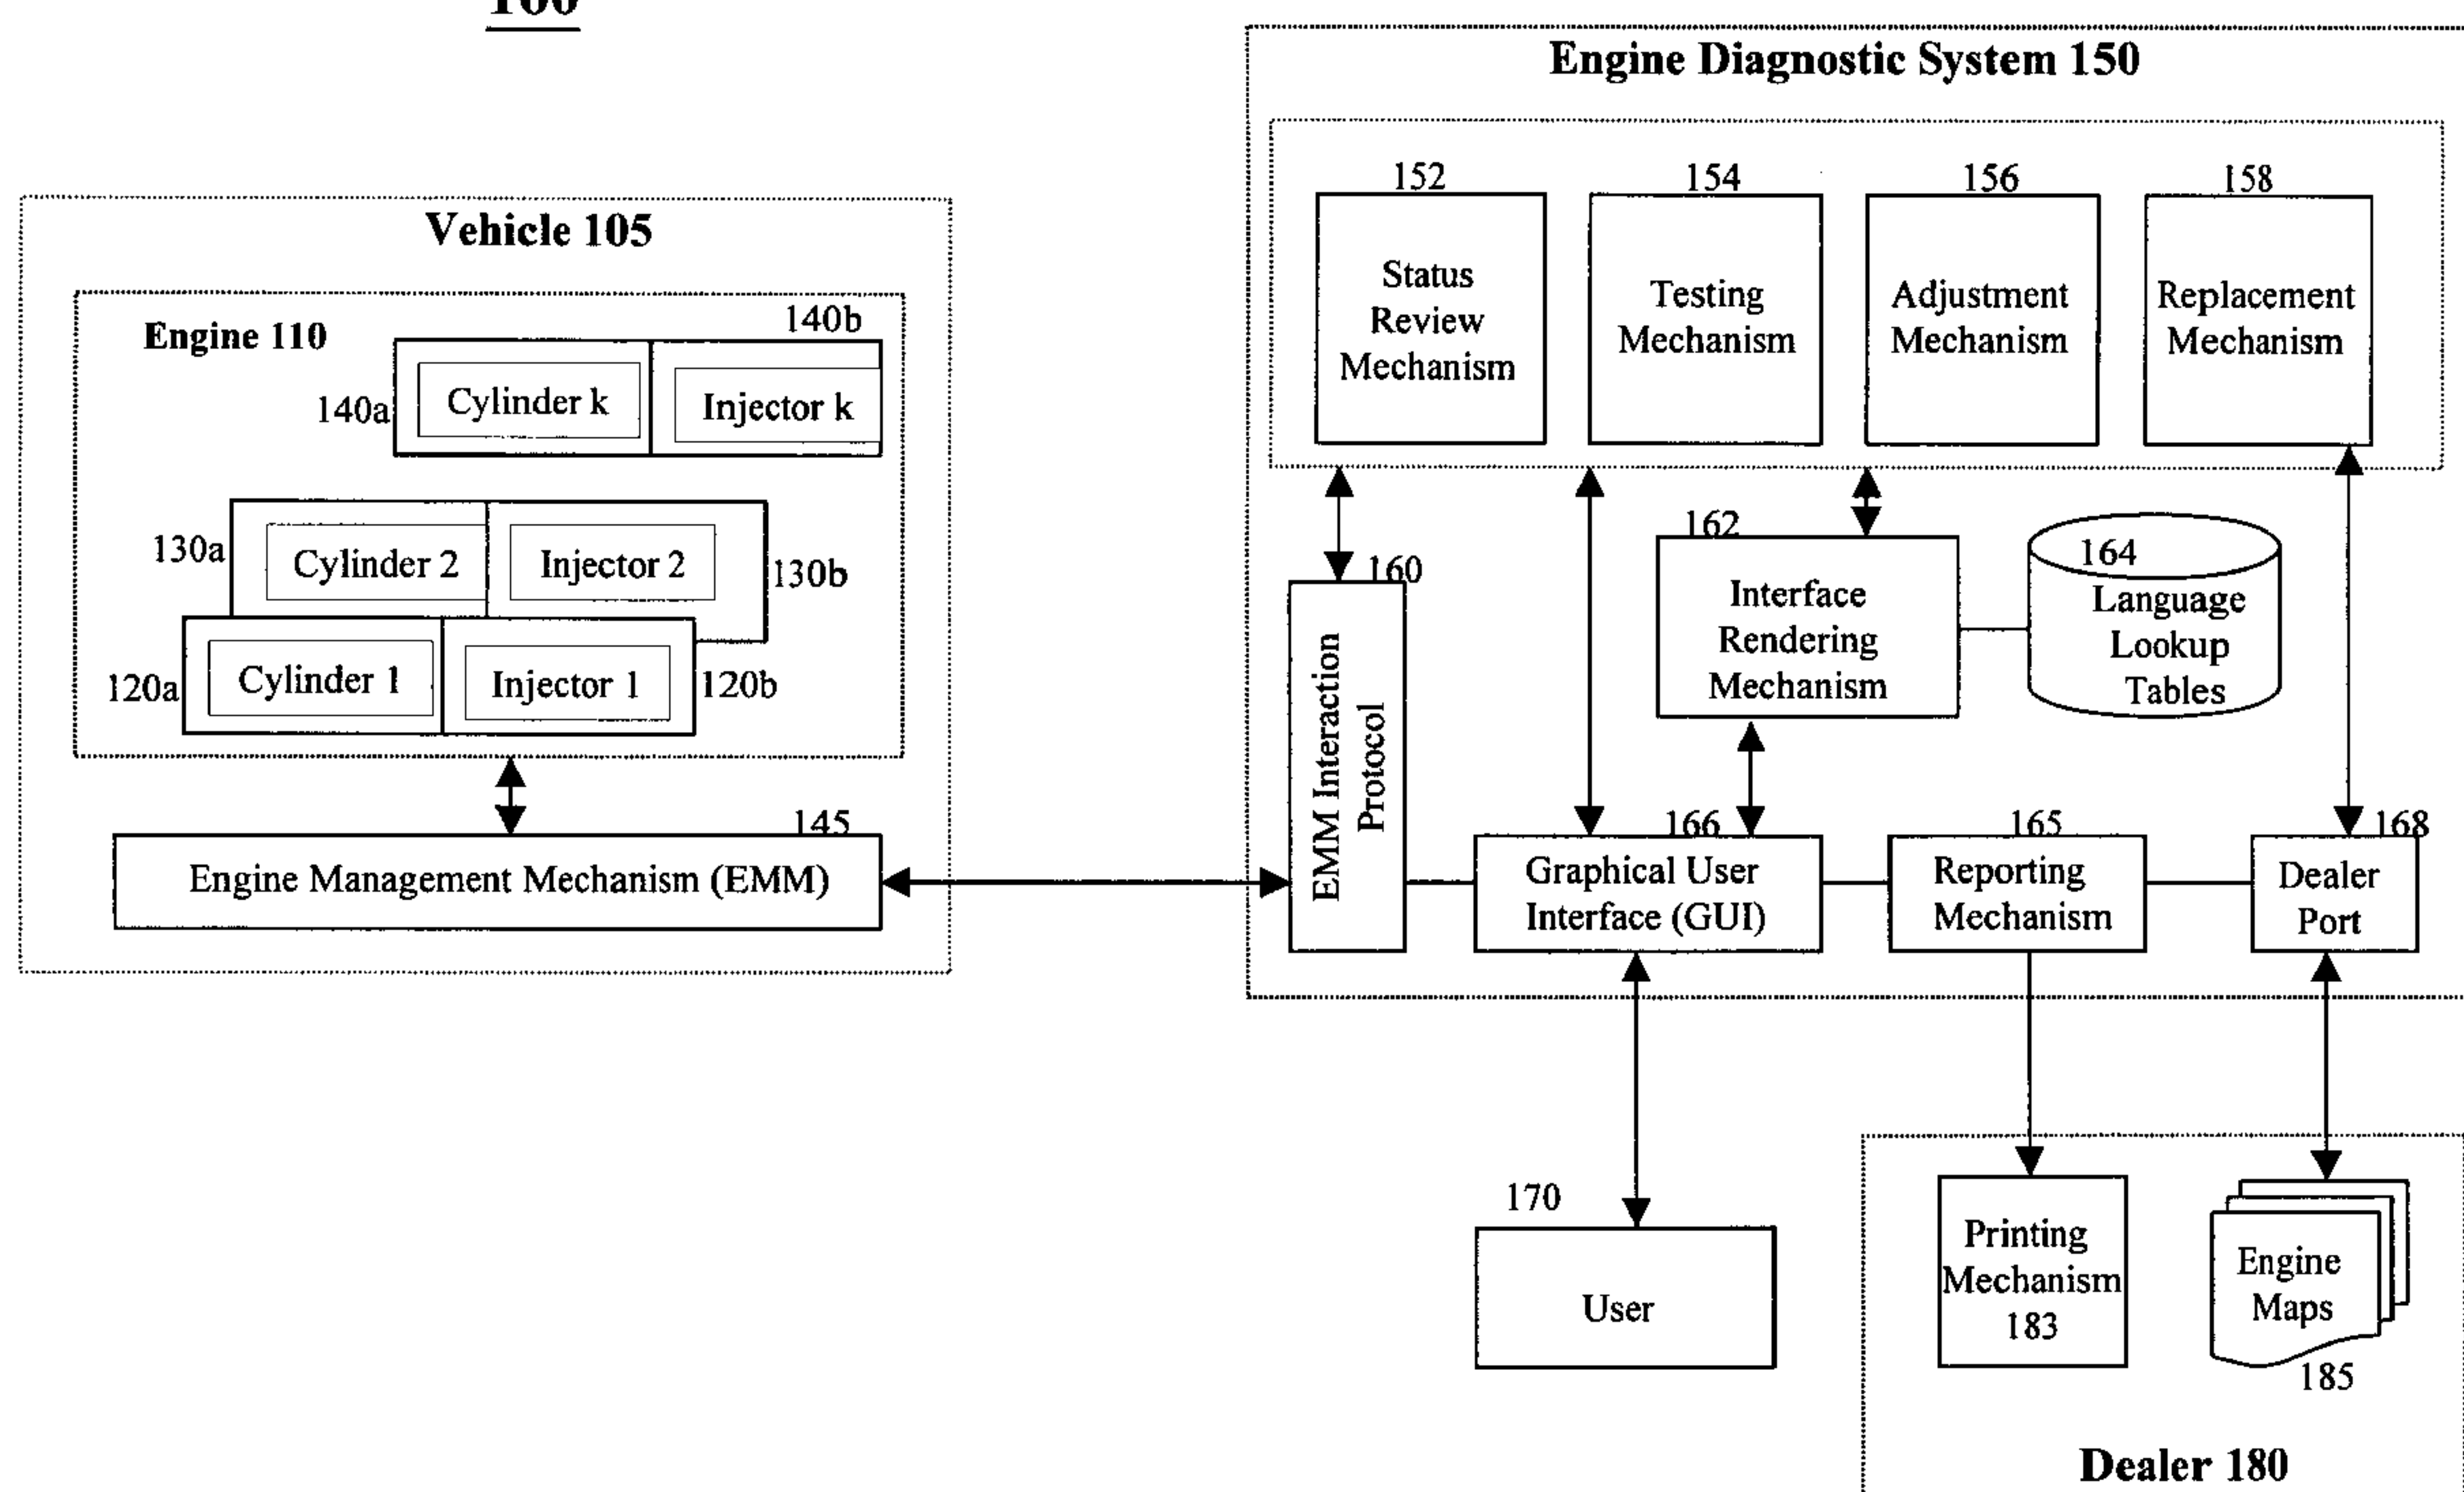 Engine Diagnostic System 150
152
154
156
158
Status
Review
Mechanism
Testing
Mechanism
Adjustment
Mechanism
Replacement
Mechanism
Vehicle 105
Engine 110
140b
140a
Cylinder k
Injector k
130a
Cylinder 2
Injector 2
130b
120a
Cylinder 1
Injector 1
120b
145
Engine Management Mechanism (EMM)
160
EMM Interaction
Protocol
162
Interface
Rendering
Mechanism
164
Language
Lookup
Tables
166
Graphical User
Interface (GUI)
165
Reporting
Mechanism
168
Dealer
Port
170
User
Printing
Mechanism
183
Engine
Maps
185
Dealer 180